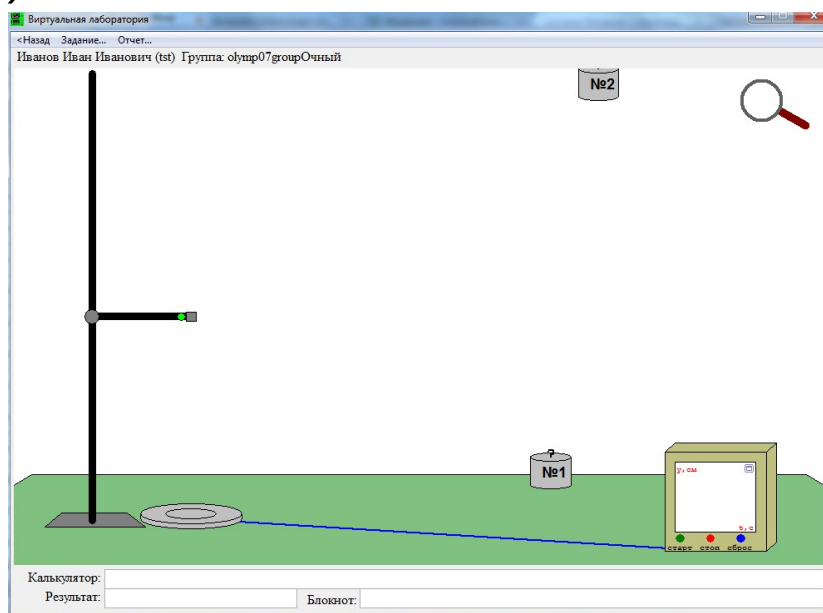 Виртуальная лаборатория
<Назад Задание... Отчет...
Иванов Иван Иванович (tst) Группа: olymp07groupОчный
№2
№1
y, см
t, с
старт стоп сброс
Калькулятор:
Результат:
Блокнот: